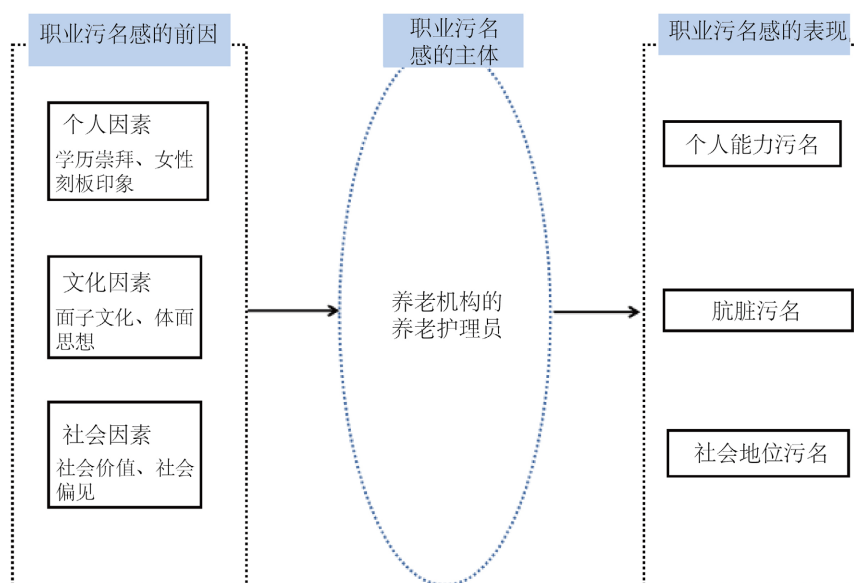 职业污名感的前因
个人因素
学历崇拜、女性
刻板印象
文化因素
面子文化、体面
思想
社会因素
社会价值、社会
偏见
职业污名
感的主体
养老机构的
养老护理员
职业污名感的表现
个人能力污名
肮脏污名
社会地位污名